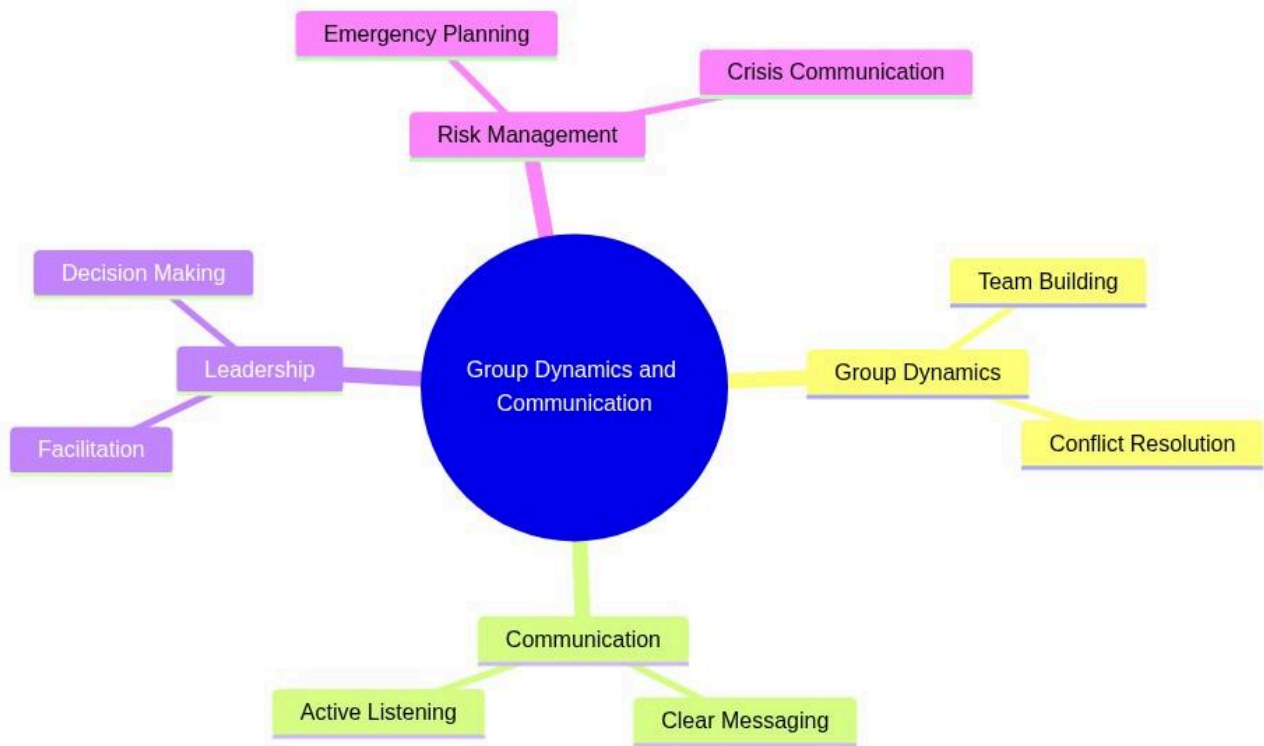 Emergency Planning
Crisis Communication
Risk Management
Decision Making
Team Building
Leadership
Group Dynamics and
Communication
Group Dynamics
Facilitation
Conflict Resolution
Communication
Active Listening
Clear Messaging